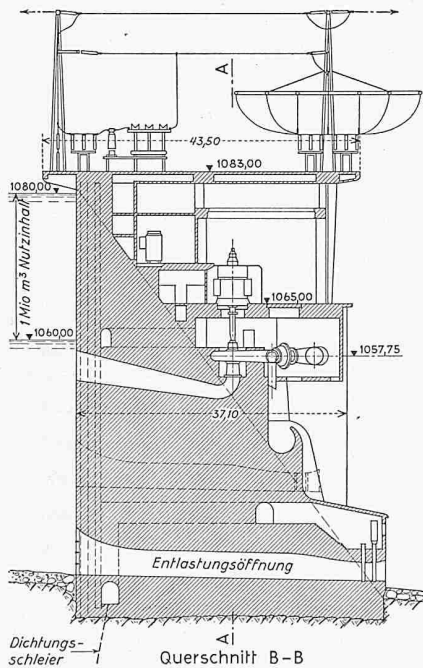 A
43,50
1083,00
1080,00
1 Mio m³ Nutzinhalt
1065,00
1060,00
1057,75
37,10
Entlastungsöffnung
Dichtungs-
schleier
A
Querschnitt B-B